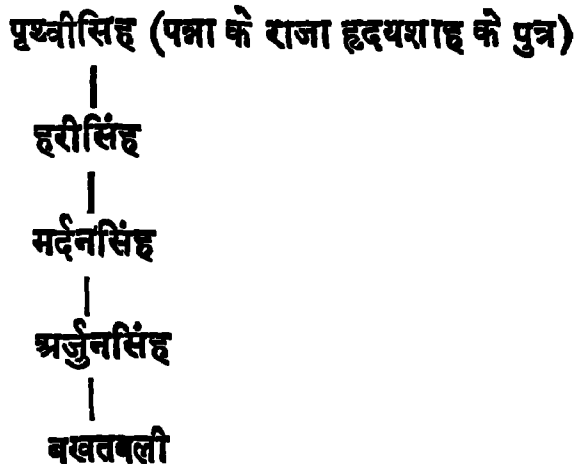 पृथ्वीसिंह (पन्ना के राजा हृदयशाह के पुत्र)
हरीसिंह
मर्दनसिंह
अर्जुनसिंह
बखतबली